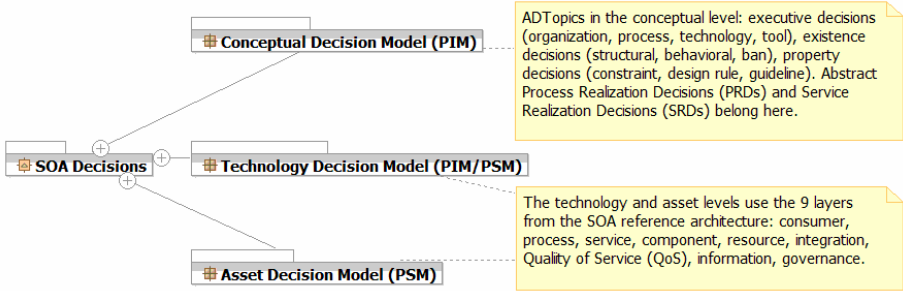 ADTopics in the conceptual level: executive decisions
(organization, process, technology, tool), existence
decisions (structural, behavioral, ban), property
decisions (constraint, design rule, guideline). Abstract
Process Realization Decisions (PRDs) and Service
Realization Decisions (SRDs) belong here.
Conceptual Decision Model (PIM)
SOA Decisions
Technology Decision Model (PIM/PSM)
The technology and asset levels use the 9 layers
from the SOA reference architecture: consumer,
process, service, component, resource, integration,
Quality of Service (QoS), information, governance.
Asset Decision Model (PSM)